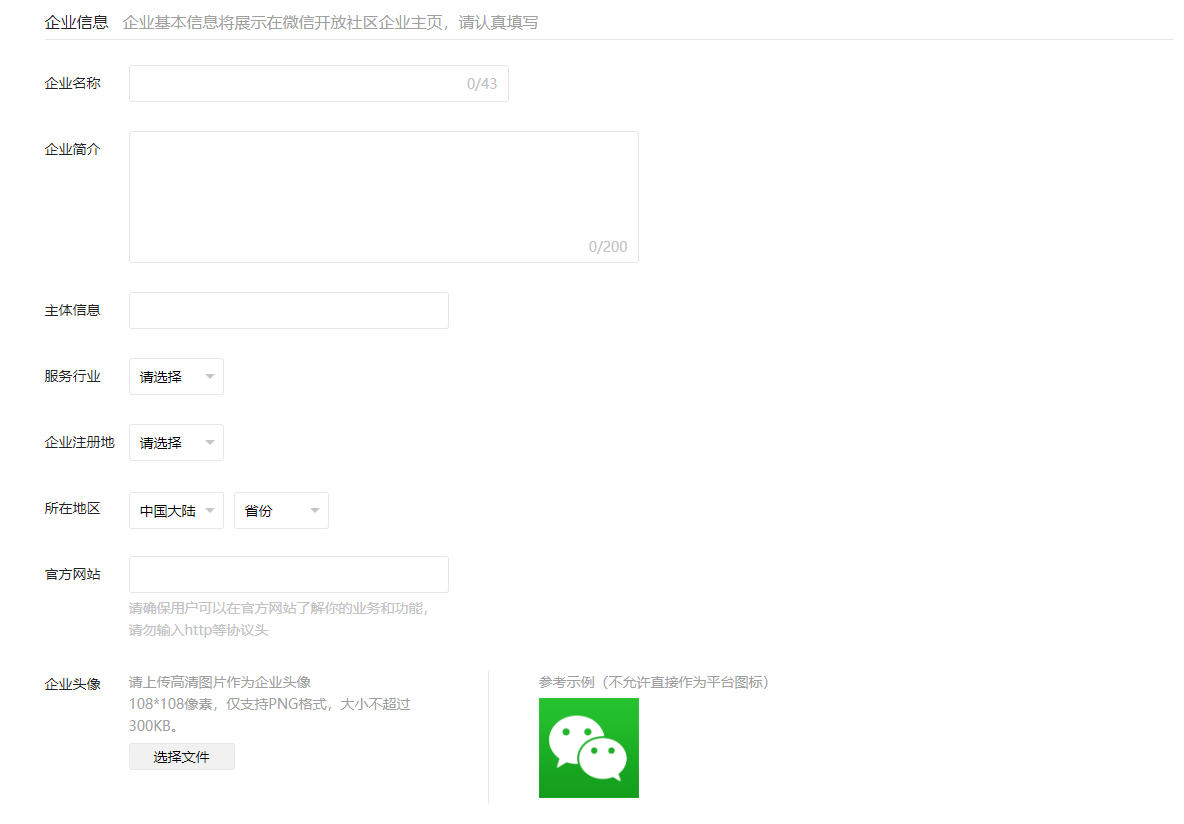 企业信息 企业基本信息将展示在微信开放社区企业主页，请认真填写
企业名称 0/43
企业简介
0/200
主体信息
服务行业 请选择
企业注册地 请选择
所在地区 中国大陆 省份
官方网站
请确保用户可以在官方网站了解你的业务和功能，
请勿输入http等协议头
企业头像 请上传高清图片作为企业头像
108*108像素，仅支持PNG格式，大小不超过
300KB。
选择文件
参考示例（不允许直接作为平台图标）